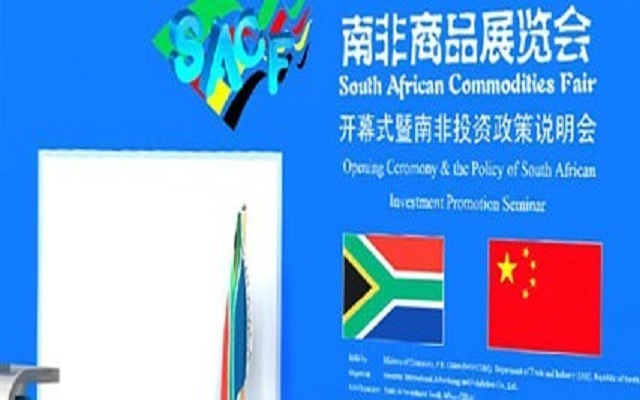 SACF
南非商品展览会
South African Commodities Fair
开幕式暨南非投资政策说明会
Opening Ceremony & the Policy of South African
Investment Promotion Seminar